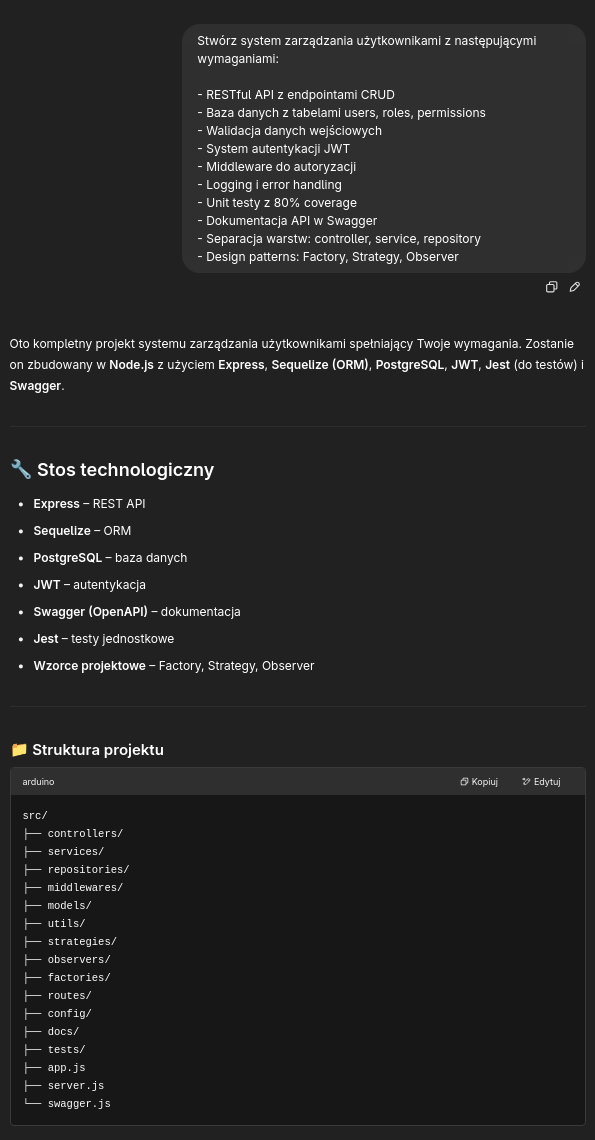 Stwórz system zarządzania użytkownikami z następującymi
wymaganiami:
- RESTful API z endpointami CRUD
- Baza danych z tabelami users, roles, permissions
- Walidacja danych wejściowych
- System autentykacji JWT
- Middleware do autoryzacji
- Logging i error handling
- Unit testy z 80% coverage
- Dokumentacja API w Swagger
- Separacja warstw: controller, service, repository
- Design patterns: Factory, Strategy, Observer
Oto kompletny projekt systemu zarządzania użytkownikami spełniający Twoje wymagania. Zostanie
on zbudowany w Node.js z użyciem Express, Sequelize (ORM), PostgreSQL, JWT, Jest (do testów) i
Swagger.
🔧 Stos technologiczny
• Express – REST API
• Sequelize – ORM
• PostgreSQL – baza danych
• JWT – autentykacja
• Swagger (OpenAPI) – dokumentacja
• Jest – testy jednostkowe
• Wzorce projektowe – Factory, Strategy, Observer
📁 Struktura projektu
arduino Kopiuj Edytuj
src/
├── controllers/
├── services/
├── repositories/
├── middlewares/
├── models/
├── utils/
├── strategies/
├── observers/
├── factories/
├── routes/
├── config/
├── docs/
├── tests/
├── app.js
├── server.js
└── swagger.js